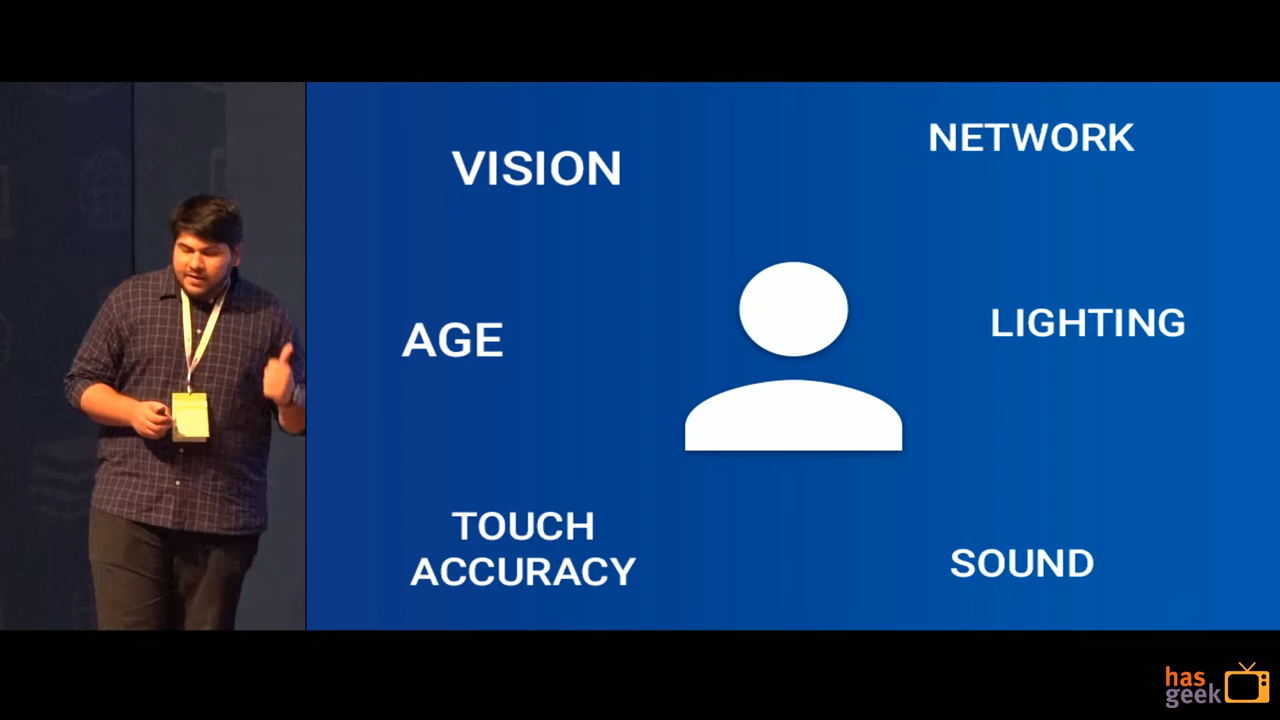 VISION
NETWORK
AGE
LIGHTING
TOUCH
ACCURACY
SOUND
has
geek